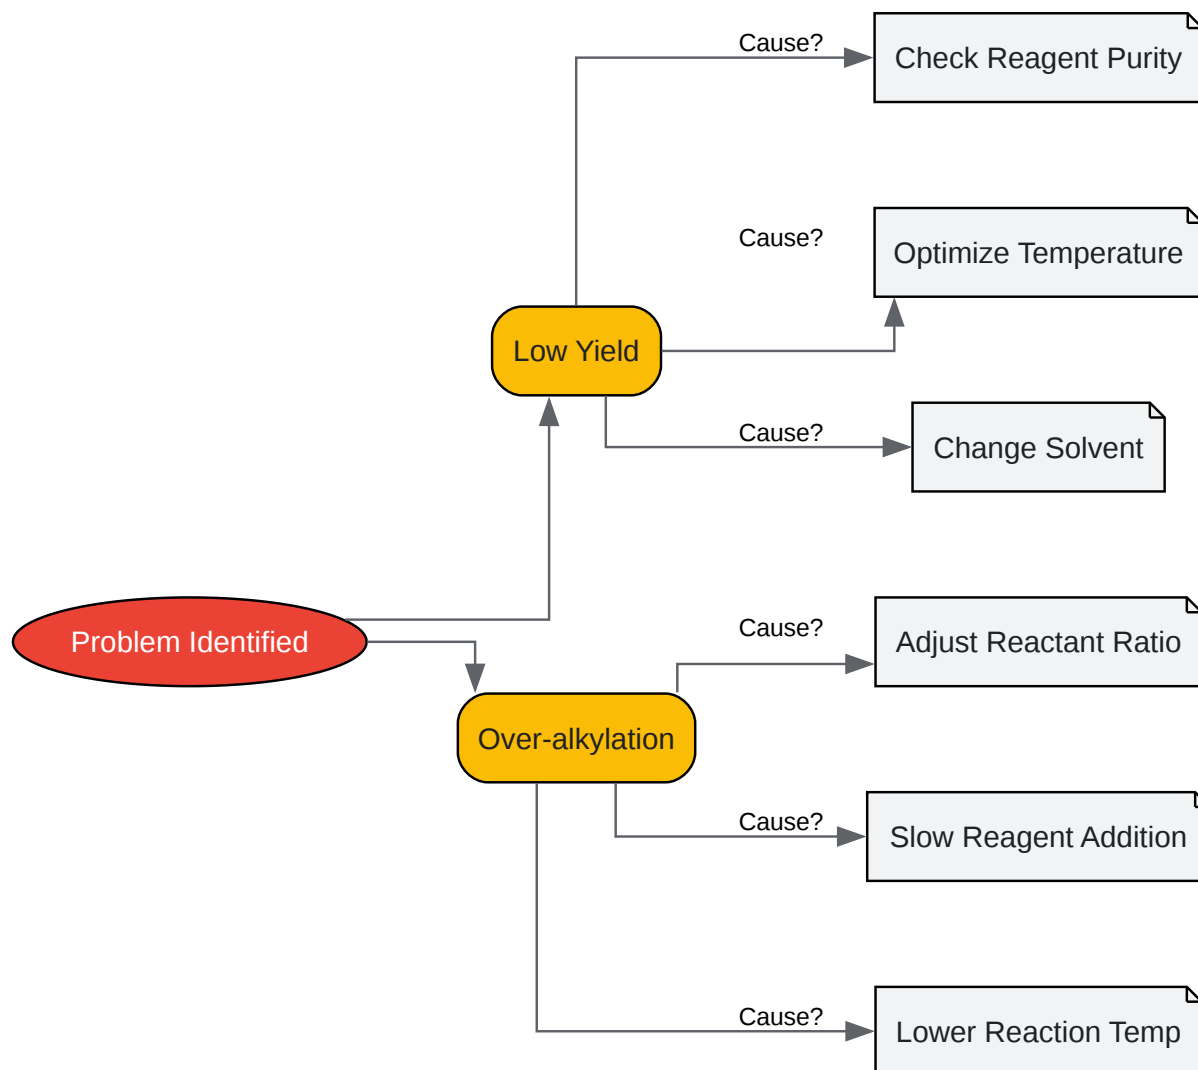 Cause?
Check Reagent Purity
Cause?
Optimize Temperature
Low Yield
Cause?
Change Solvent
Problem Identified
Cause?
Adjust Reactant Ratio
Over-alkylation
Cause?
Slow Reagent Addition
Cause?
Lower Reaction Temp